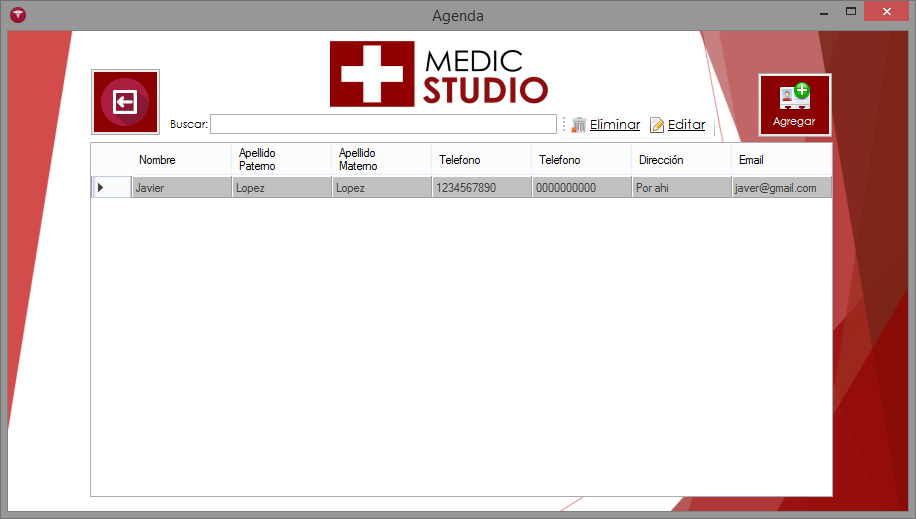 Agenda
MEDIC
STUDIO
Buscar:
Eliminar
Editar
Agregar
Nombre
Apellido
Paterno
Apellido
Materno
Telefono
Telefono
Dirección
Email
Javier
Lopez
Lopez
1234567890
0000000000
Por ahi
javer@gmail.com